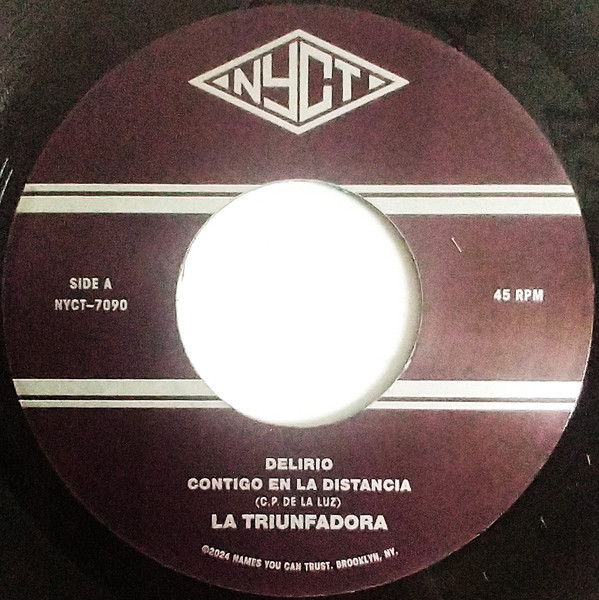 NYCT
SIDE A
NYCT-7090
45 RPM
DELIRIO
CONTIGO EN LA DISTANCIA
(C.P. DE LA LUZ)
LA TRIUNFADORA
©2024 NAMES YOU CAN TRUST. BROOKLYN, NY.